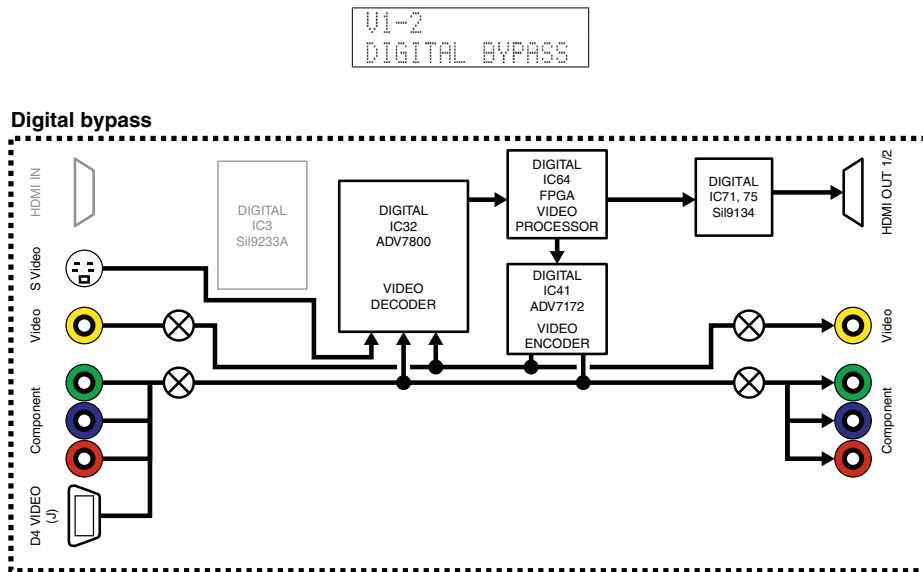 V1-2
DIGITAL BYPASS
Digital bypass
HDMI IN
DIGITAL
IC3
Sil9233A
DIGITAL
IC32
ADV7800
VIDEO
DECODER
DIGITAL
IC64
FPGA
VIDEO
PROCESSOR
DIGITAL
IC71, 75
Sil9134
HDMI OUT 1/2
S Video
DIGITAL
IC41
ADV7172
VIDEO
ENCODER
Video
Video
Component
Component
D4 VIDEO
(J)